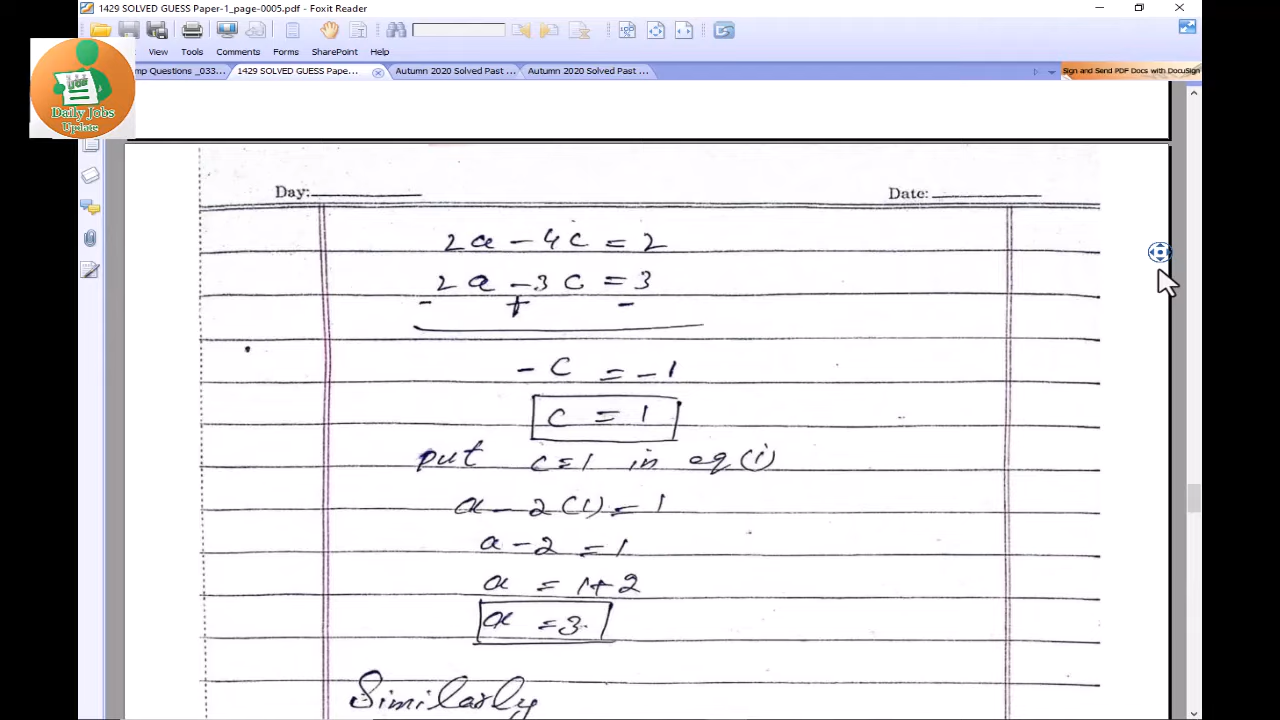 1429 SOLVED GUESS Paper-1_page-0005.pdf - Foxit Reader
View Tools Comments Forms SharePoint Help
mp Questions _033... 1429 SOLVED GUESS Pape... Autumn 2020 Solved Past ... Autumn 2020 Solved Past ... Sign and Send PDF Docs with DocuSign
Daily Jobs
Update
Day: Date:
2a - 4c = 2
2a - 3c = 3
- + -
- c = -1
c = 1
put c=1 in eq (i)
a - 2(1) = 1
a - 2 = 1
a = 1+2
a = 3
Similarly